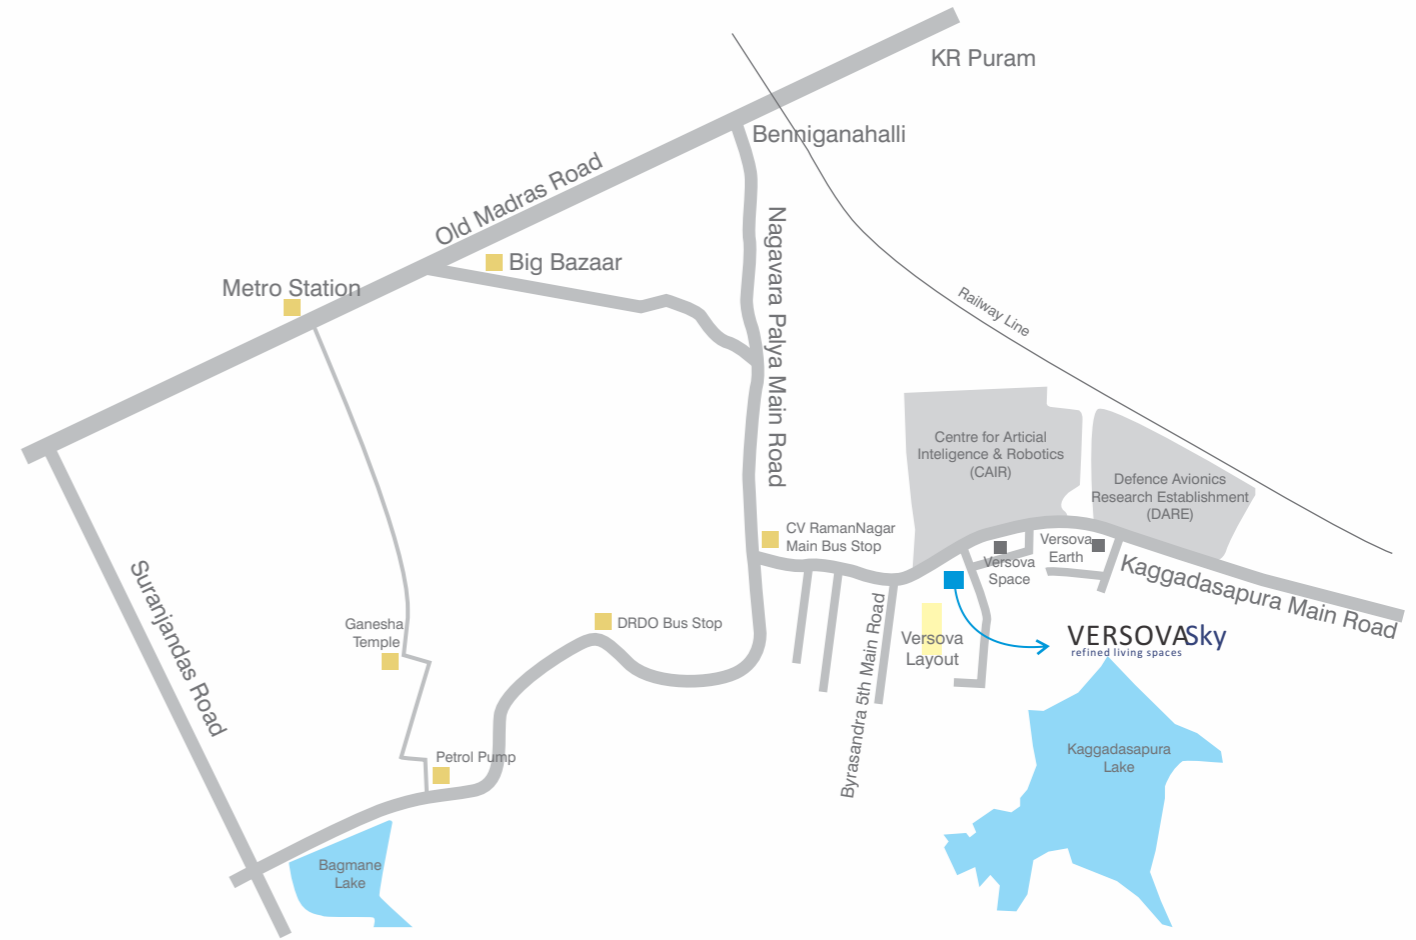 KR Puram
Benniganahalli
Old Madras Road
Big Bazaar
Metro Station
Nagavara Palya Main Road
Railway Line
Centre for Articial
Inteligence & Robotics
(CAIR)
Defence Avionics
Research Establishment
(DARE)
CV RamanNagar
Main Bus Stop
Versova
Earth
Versova
Space
Kaggadasapura Main Road
Suranjandas Road
Ganesha
Temple
DRDO Bus Stop
Byrasandra 5th Main Road
Versova
Layout
VERSOVASky
refined living spaces
Petrol Pump
Kaggadasapura
Lake
Bagmane
Lake